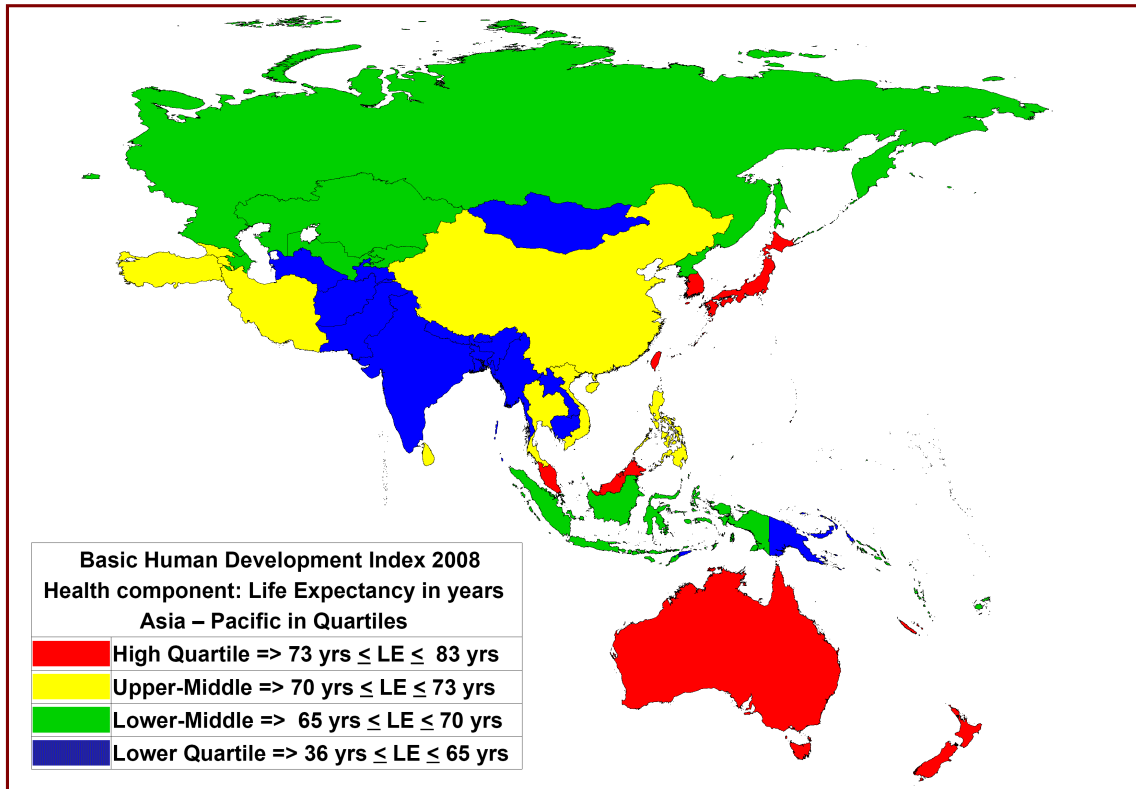 Basic Human Development Index 2008
Health component: Life Expectancy in years
Asia – Pacific in Quartiles
High Quartile => 73 yrs ≤ LE ≤ 83 yrs
Upper-Middle => 70 yrs ≤ LE ≤ 73 yrs
Lower-Middle => 65 yrs ≤ LE ≤ 70 yrs
Lower Quartile => 36 yrs ≤ LE ≤ 65 yrs